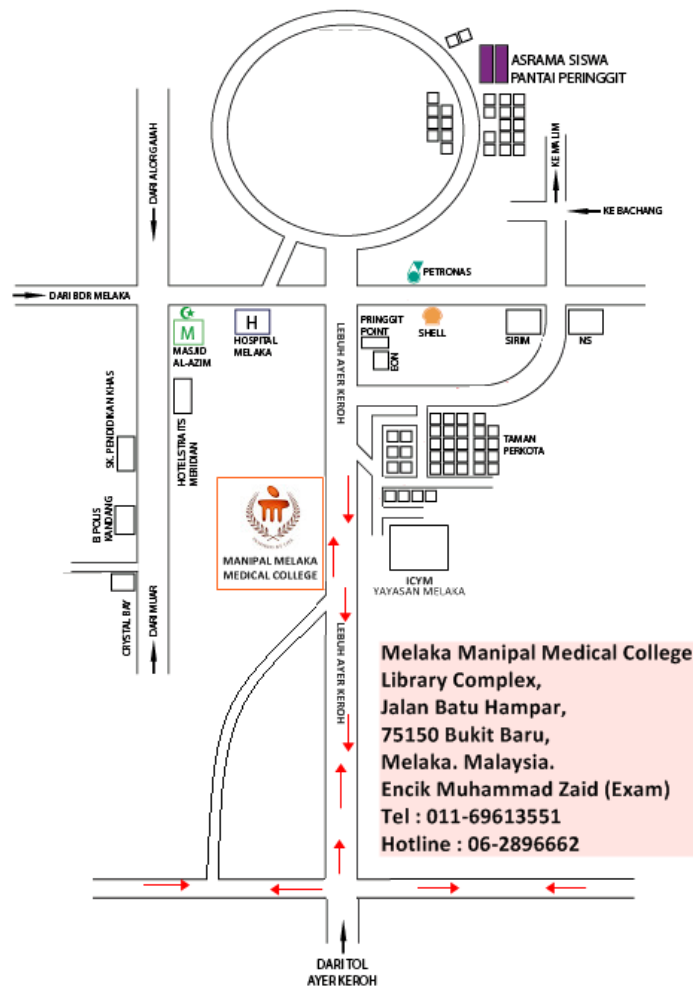 ASRAMA SISWA
PANTAI PERINGGIT
DARI ALORGAJAH
KE MALIM
KE BACHANG
DARI BDR MELAKA
PETRONAS
M
MASJID
AL-AZIM
H
HOSPITAL
MELAKA
LEBUH AYER KEROH
PRINGGIT
POINT
EON
SHELL
SIRIM
NS
SK. PENDIDIKAN KHAS
HOTEL STRAITS
MERIDIAN
TAMAN
PERKOTA
B POLIS
KANDANG
MANIPAL MELAKA
MEDICAL COLLEGE
ICYM
YAYASAN MELAKA
CRYSTAL BAY
DARI MUAR
LEBUH AYER KEROH
Melaka Manipal Medical College
Library Complex,
Jalan Batu Hampar,
75150 Bukit Baru,
Melaka. Malaysia.
Encik Muhammad Zaid (Exam)
Tel : 011-69613551
Hotline : 06-2896662
DARI TOL
AYER KEROH